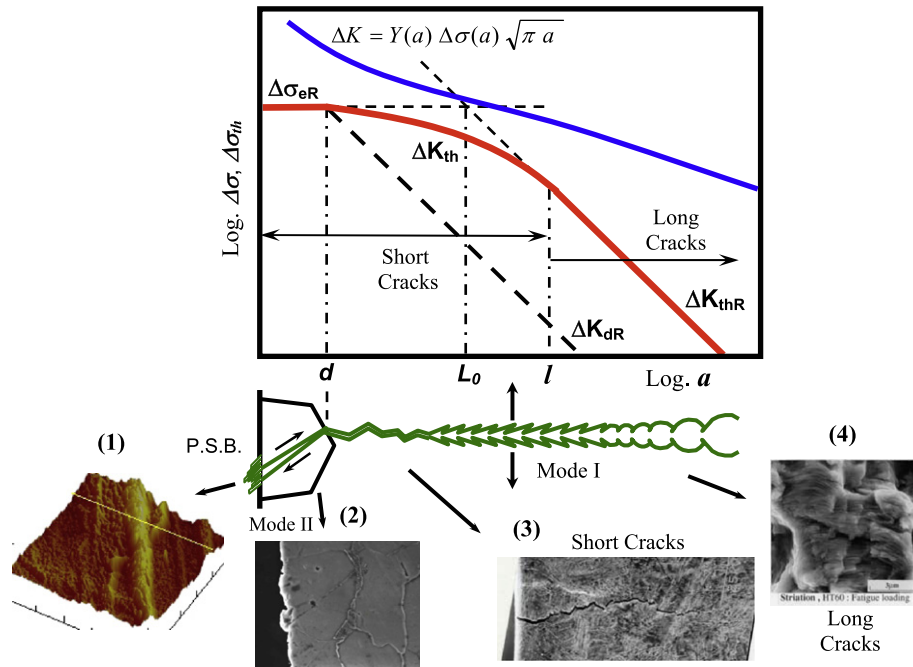 ΔK = Y(a) Δσ(a) √π a
Δσ_eR
ΔK_th
Log. Δσ, Δσ_th
Long
Cracks
Short
Cracks
ΔK_thR
ΔK_dR
d
L_0
l
Log. a
(1)
P.S.B.
(4)
Mode I
Mode II
(2)
(3)
Short Cracks
5μm
Striation , HT60 : Fatigue loading
Long
Cracks